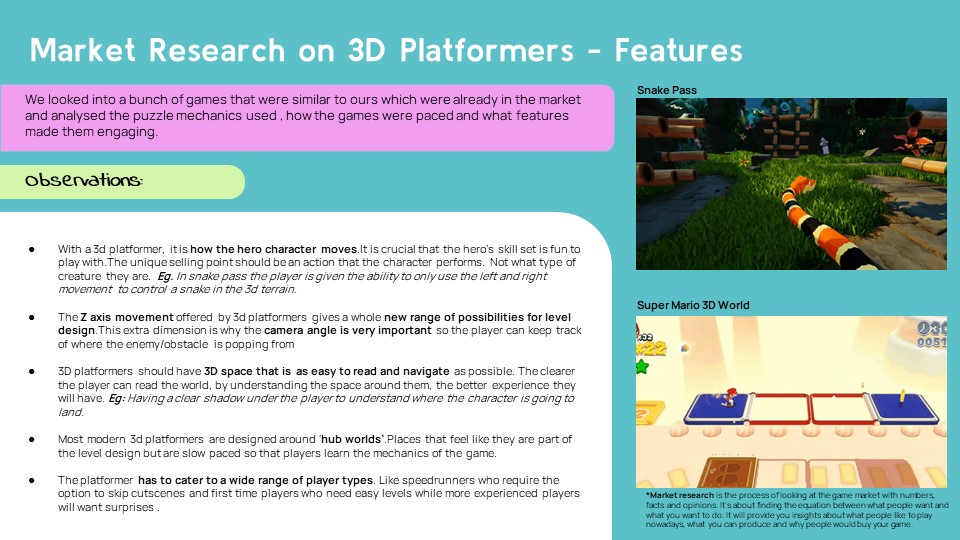 Market Research on 3D Platformers - Features
We looked into a bunch of games that were similar to ours which were already in the market
and analysed the puzzle mechanics used , how the games were paced and what features
made them engaging.
Observations:
● With a 3d platformer, it is how the hero character moves.It is crucial that the hero's skill set is fun to
play with.The unique selling point should be an action that the character performs. Not what type of
creature they are. Eg. In snake pass the player is given the ability to only use the left and right
movement to control a snake in the 3d terrain.
● The Z axis movement offered by 3d platformers gives a whole new range of possibilities for level
design.This extra dimension is why the camera angle is very important so the player can keep track
of where the enemy/obstacle is popping from
● 3D platformers should have 3D space that is as easy to read and navigate as possible. The clearer
the player can read the world, by understanding the space around them, the better experience they
will have. Eg: Having a clear shadow under the player to understand where the character is going to
land.
● Most modern 3d platformers are designed around 'hub worlds'.Places that feel like they are part of
the level design but are slow paced so that players learn the mechanics of the game.
● The platformer has to cater to a wide range of player types. Like speedrunners who require the
option to skip cutscenes and first time players who need easy levels while more experienced players
will want surprises .
Snake Pass
Super Mario 3D World
x32
x22
030
0051
*Market research is the process of looking at the game market with numbers,
facts and opinions. It's about finding the equation between what people want and
what you want to do. It will provide you insights about what people like to play
nowadays, what you can produce and why people would buy your game.